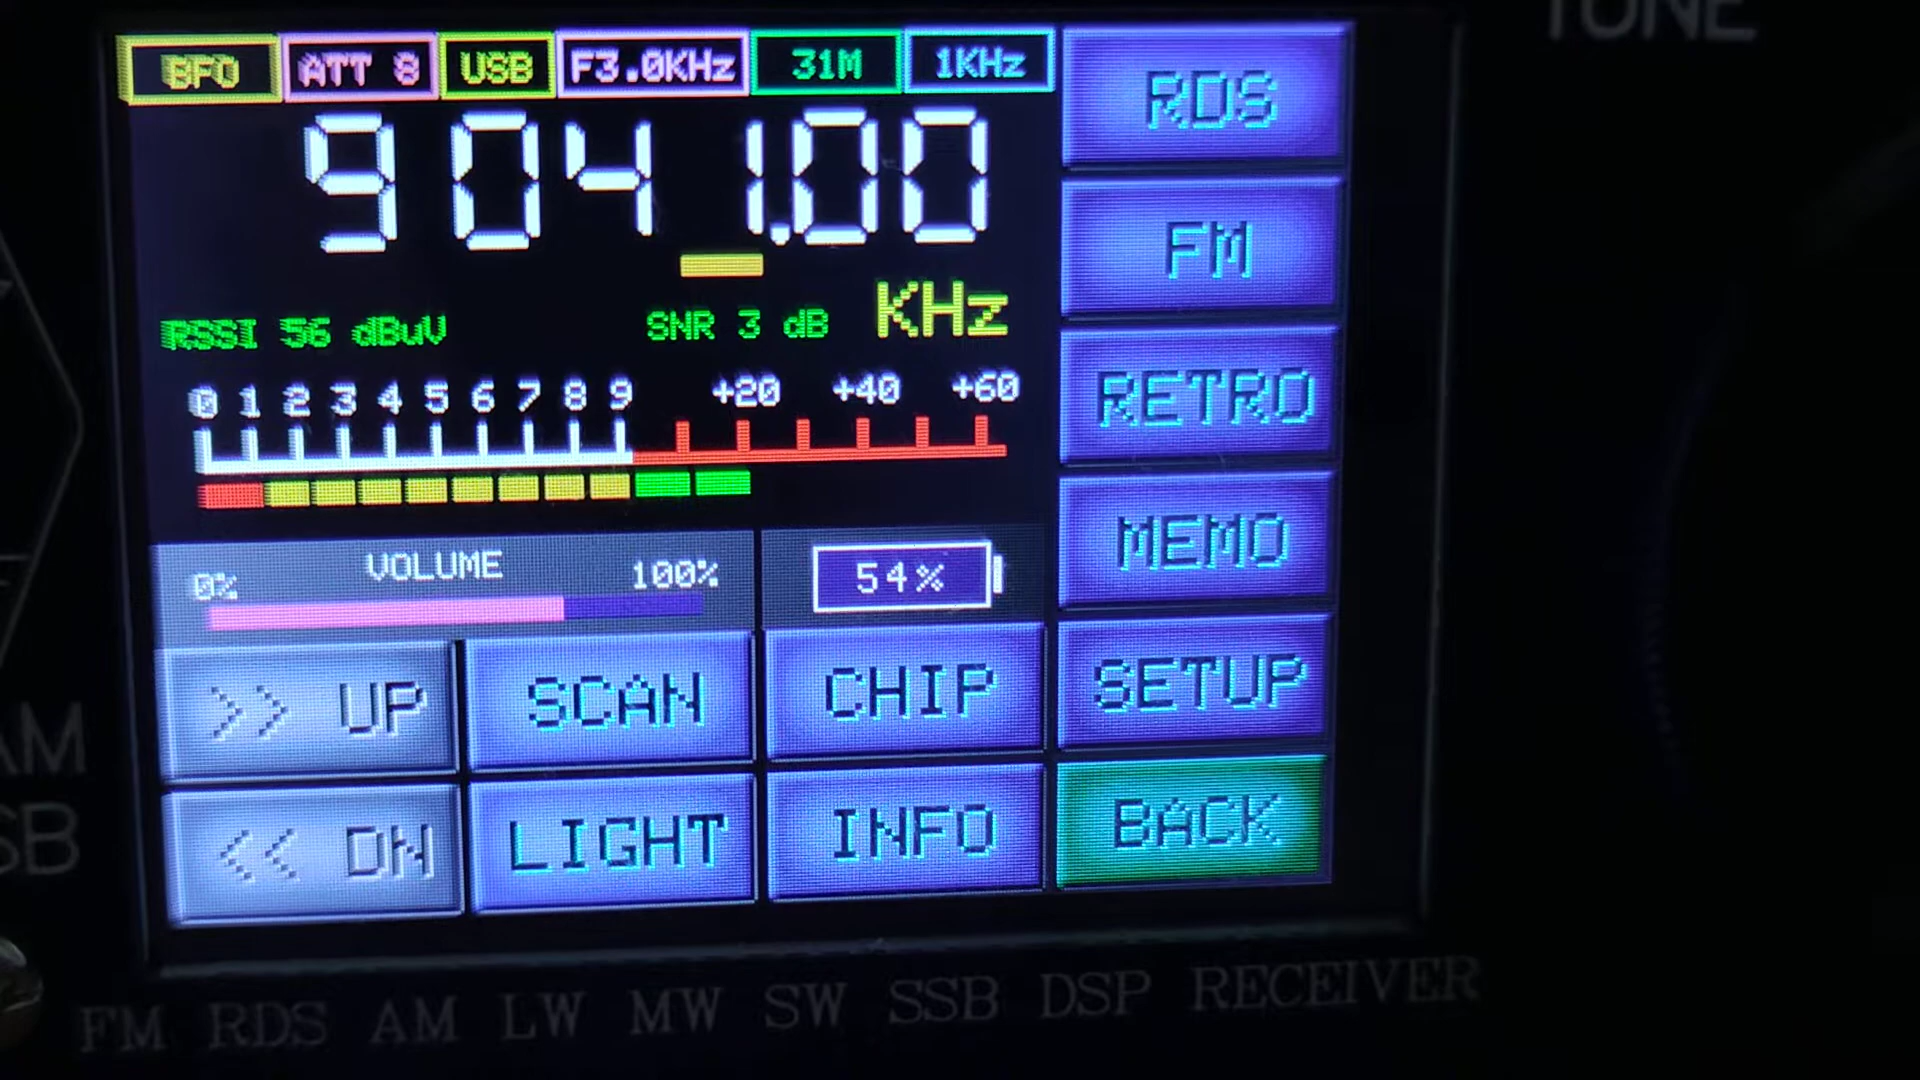 TUNE
BFO ATT 8 USB F3.0KHz 31M 1KHz
9041.00
KHz
RSSI 56 dBuV SNR 3 dB
0 1 2 3 4 5 6 7 8 9 +20 +40 +60
VOLUME
0% 100%
54%
RDS
FM
RETRO
MEMO
SETUP
>> UP SCAN CHIP
<< DN LIGHT INFO BACK
AM
SB
FM RDS AM LW MW SW SSB DSP RECEIVER